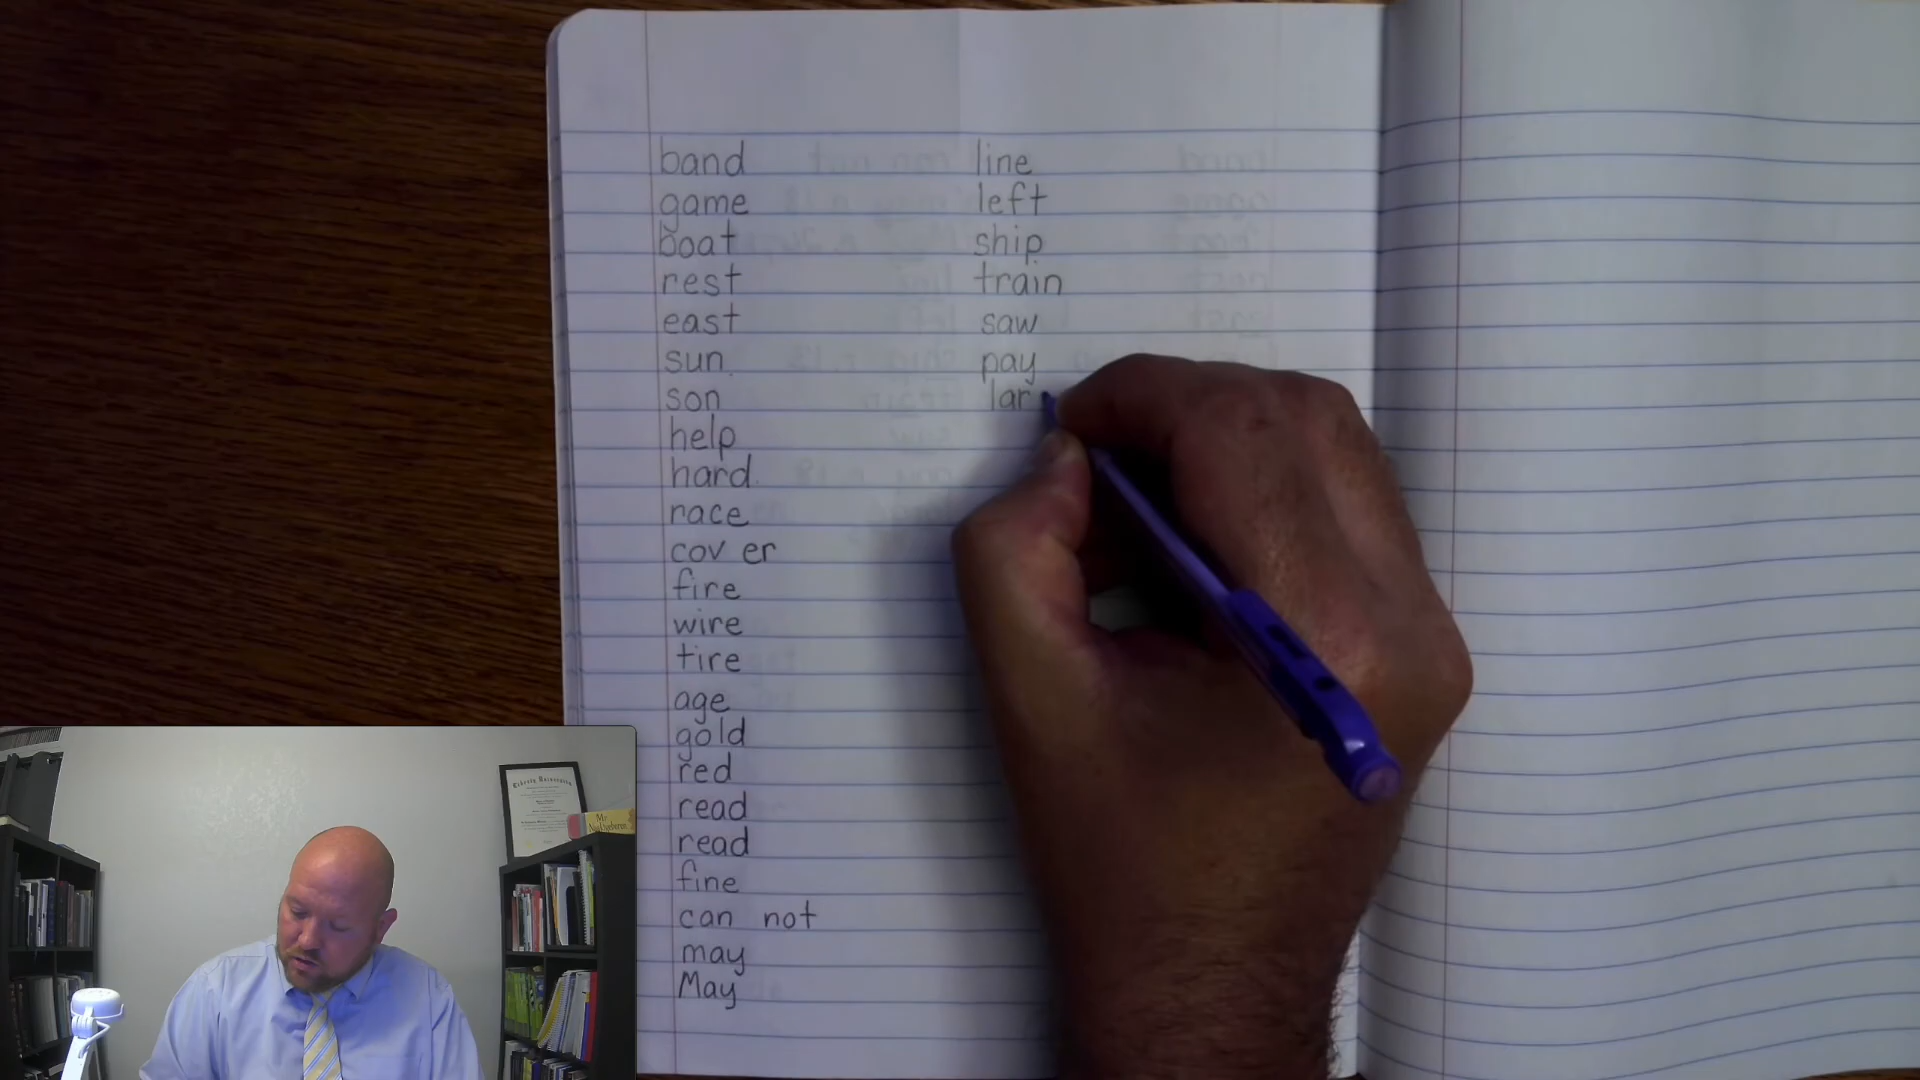 band
game
boat
rest
east
sun
son
help
hard
race
cov er
fire
wire
tire
age
gold
red
read
read
fine
can not
may
May
line
left
ship
train
saw
pay
lar
Mr.